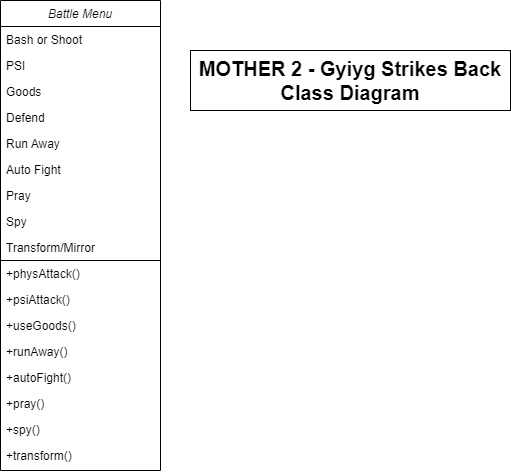 Battle Menu
Bash or Shoot
PSI
Goods
Defend
Run Away
Auto Fight
Pray
Spy
Transform/Mirror
+physAttack()
+psiAttack()
+useGoods()
+runAway()
+autoFight()
+pray()
+spy()
+transform()
MOTHER 2 - Gyiyg Strikes Back
Class Diagram